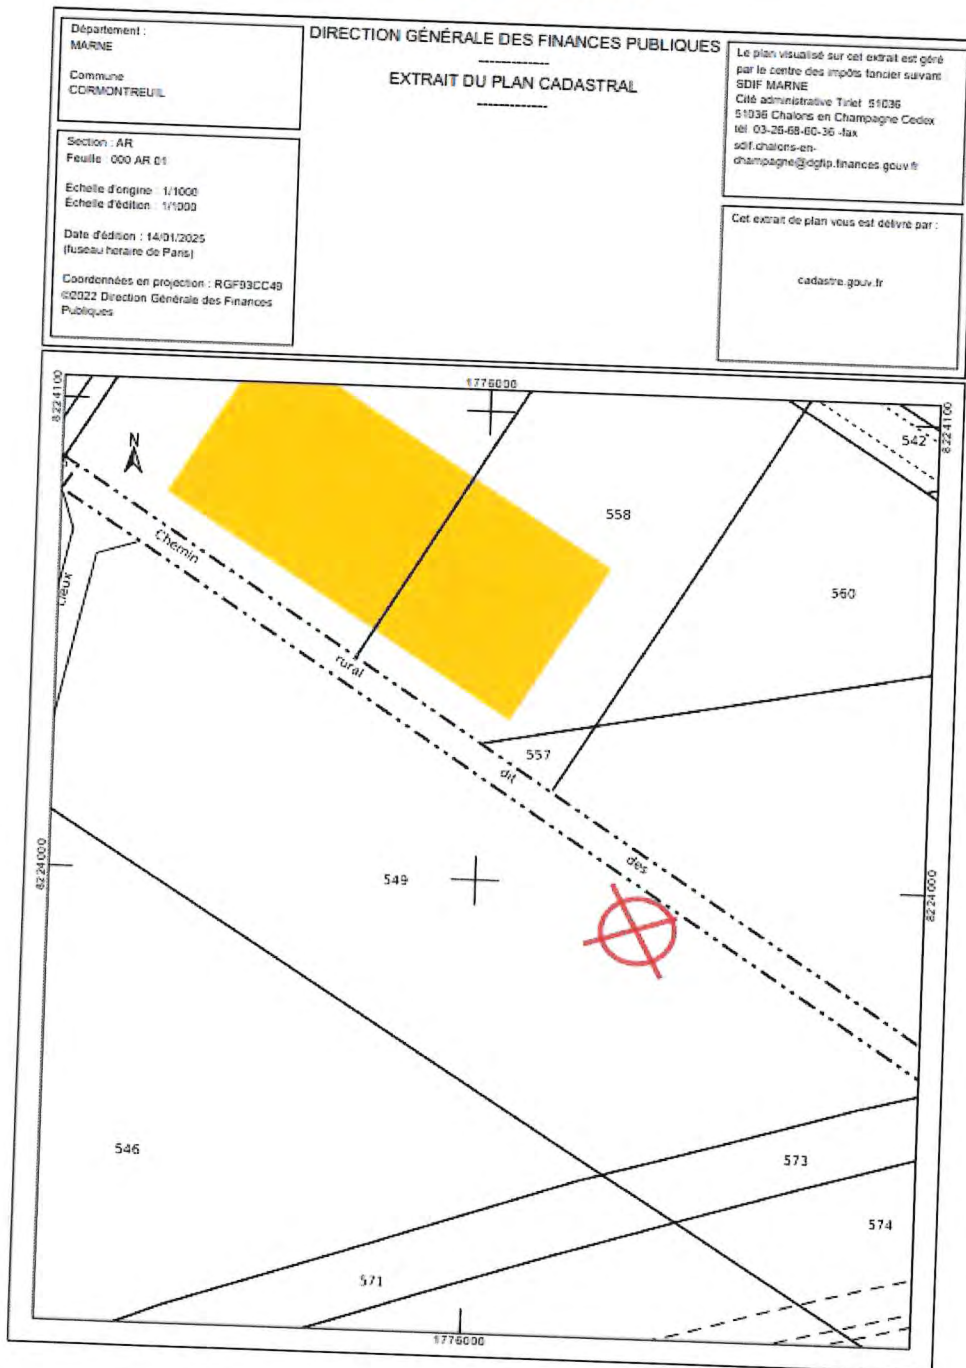 Département :
MARNE
Commune
CORMONTREUIL
Section : AR
Feuille : 000 AR 01
Échelle d'origine : 1/1000
Échelle d'édition : 1/1000
Date d'édition : 14/01/2025
(fuseau horaire de Paris)
Coordonnées en projection : RGF93CC49
©2022 Direction Générale des Finances
Publiques
DIRECTION GÉNÉRALE DES FINANCES PUBLIQUES
-------------
EXTRAIT DU PLAN CADASTRAL
-------------
Le plan visualisé sur cet extrait est géré
par le centre des impôts foncier suivant
SDIF MARNE
Cité administrative Tirlet 51036
51036 Chalons en Champagne Cedex
tél. 03-26-68-60-36 -fax
sdif.chalons-en-
champagne@dgfip.finances.gouv.fr
Cet extrait de plan vous est délivré par :
cadastre.gouv.fr
1776000
8224100
8224100
N
542
558
560
Chemin
Lieux
rural
557
dit
des
549
8224000
8224000
546
573
574
571
1776000